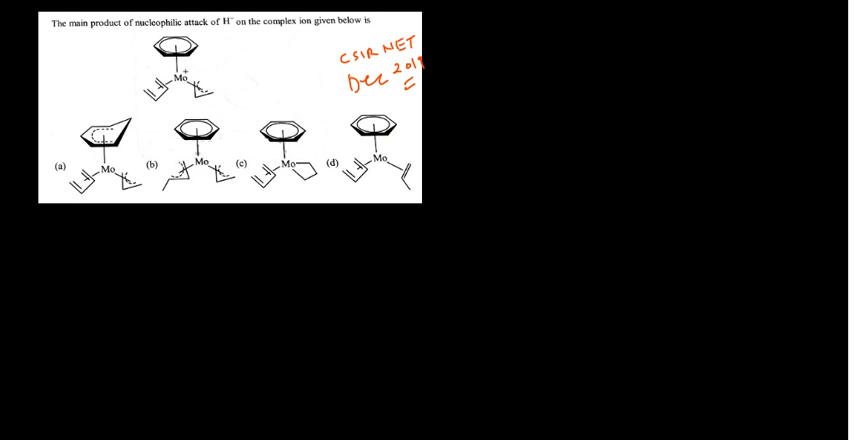 The main product of nucleophilic attack of H⁻ on the complex ion given below is
CSIR NET
Dec 2019
+
Mo
(a) Mo (b) Mo (c) Mo (d) Mo